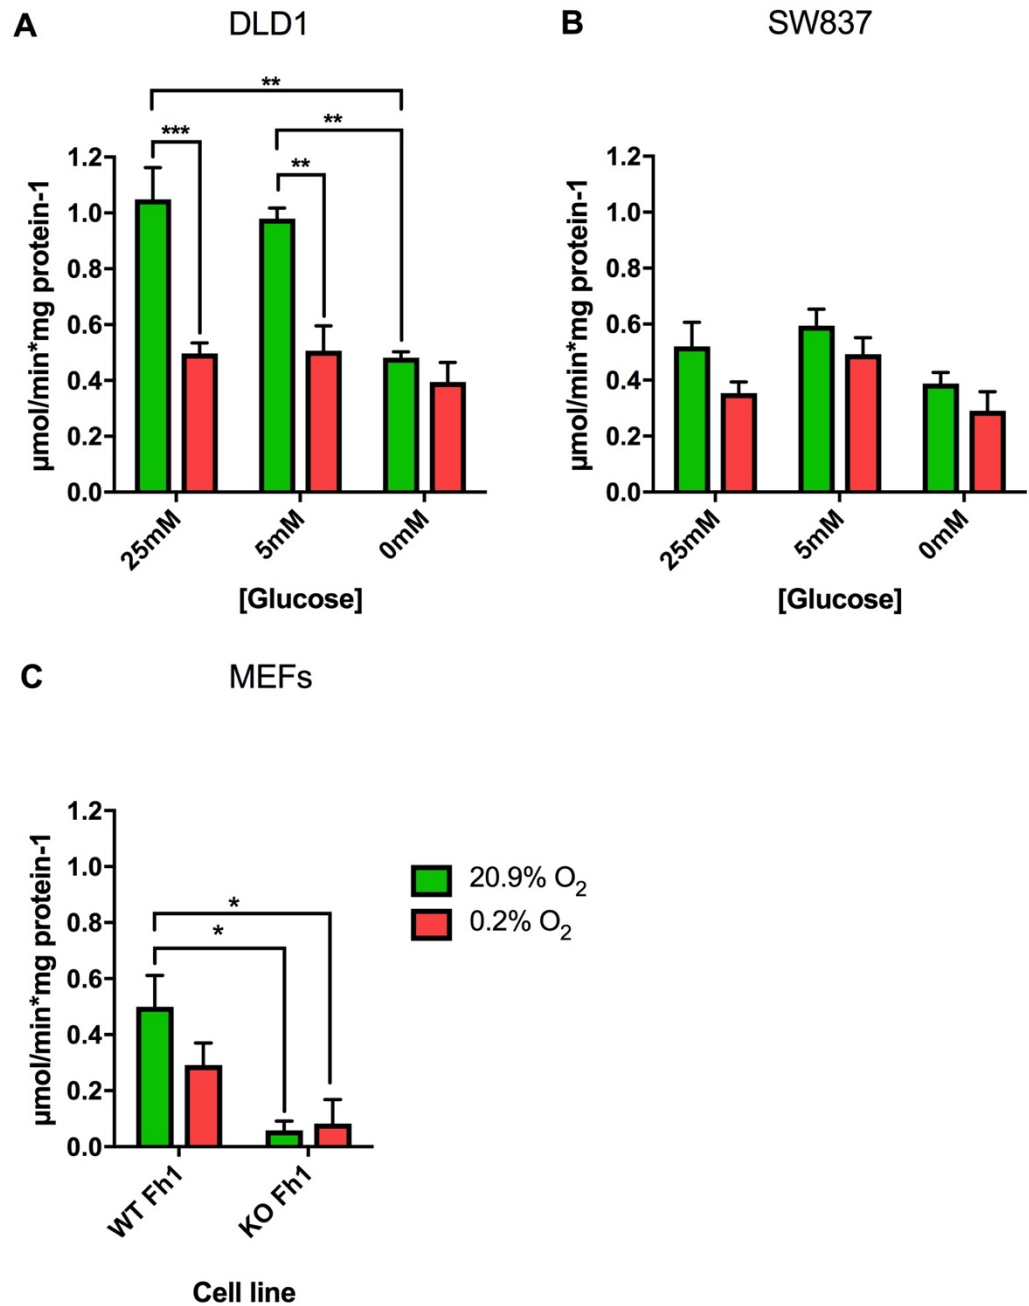 A
DLD1
**
**
***
**
1.2
1.0
0.8
0.6
0.4
0.2
0.0
µmol/min*mg protein-1
25mM
5mM
0mM
[Glucose]
B
SW837
1.2
1.0
0.8
0.6
0.4
0.2
0.0
µmol/min*mg protein-1
25mM
5mM
0mM
[Glucose]
C
MEFs
1.2
1.0
0.8
0.6
0.4
0.2
0.0
µmol/min*mg protein-1
*
*
WT Fh1
KO Fh1
Cell line
20.9% O₂
0.2% O₂